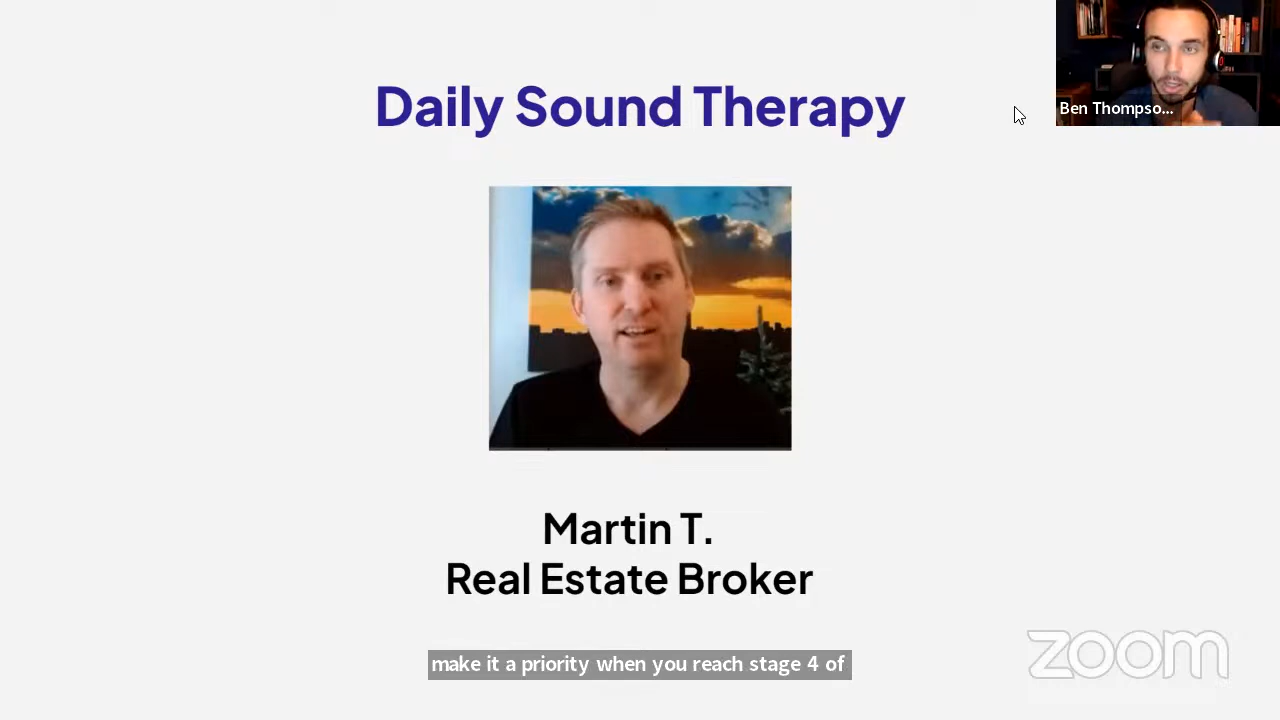 Daily Sound Therapy
Ben Thompso...
Martin T.
Real Estate Broker
make it a priority when you reach stage 4 of
zoom